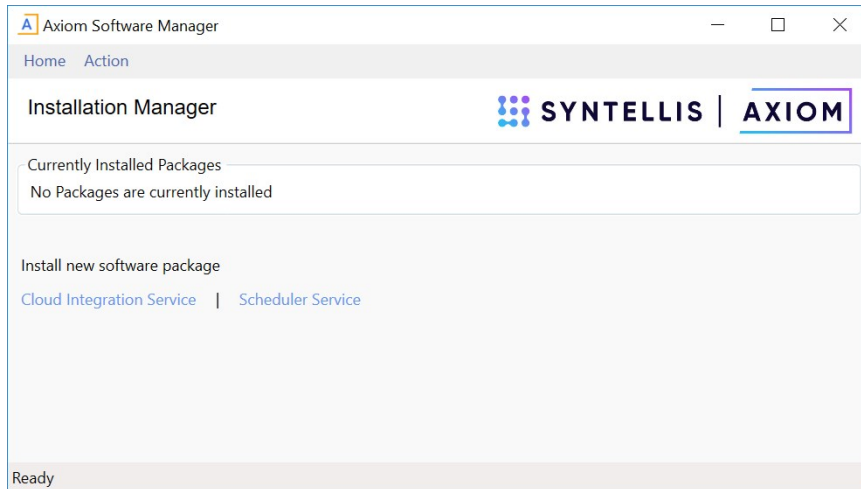 A Axiom Software Manager
Home Action
Installation Manager
SYNTELLIS | AXIOM
Currently Installed Packages
No Packages are currently installed
Install new software package
Cloud Integration Service | Scheduler Service
Ready